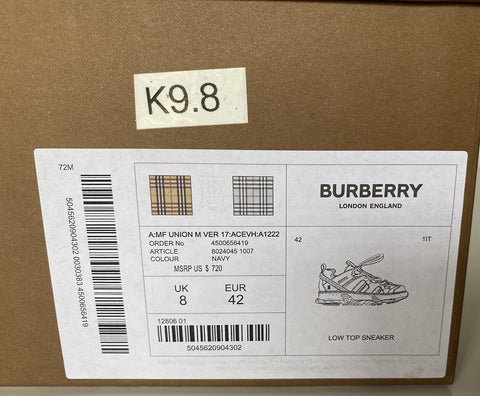 K9.8
72M
5045620904302 0030383 4500656419
A:MF UNION M VER 17:ACEVH:A1222
ORDER No 4500656419
ARTICLE 8024045 1007
COLOUR NAVY
MSRP US $ 720
UK EUR
8 42
12806 01
5045620904302
BURBERRY
LONDON ENGLAND
42 1IT
LOW TOP SNEAKER